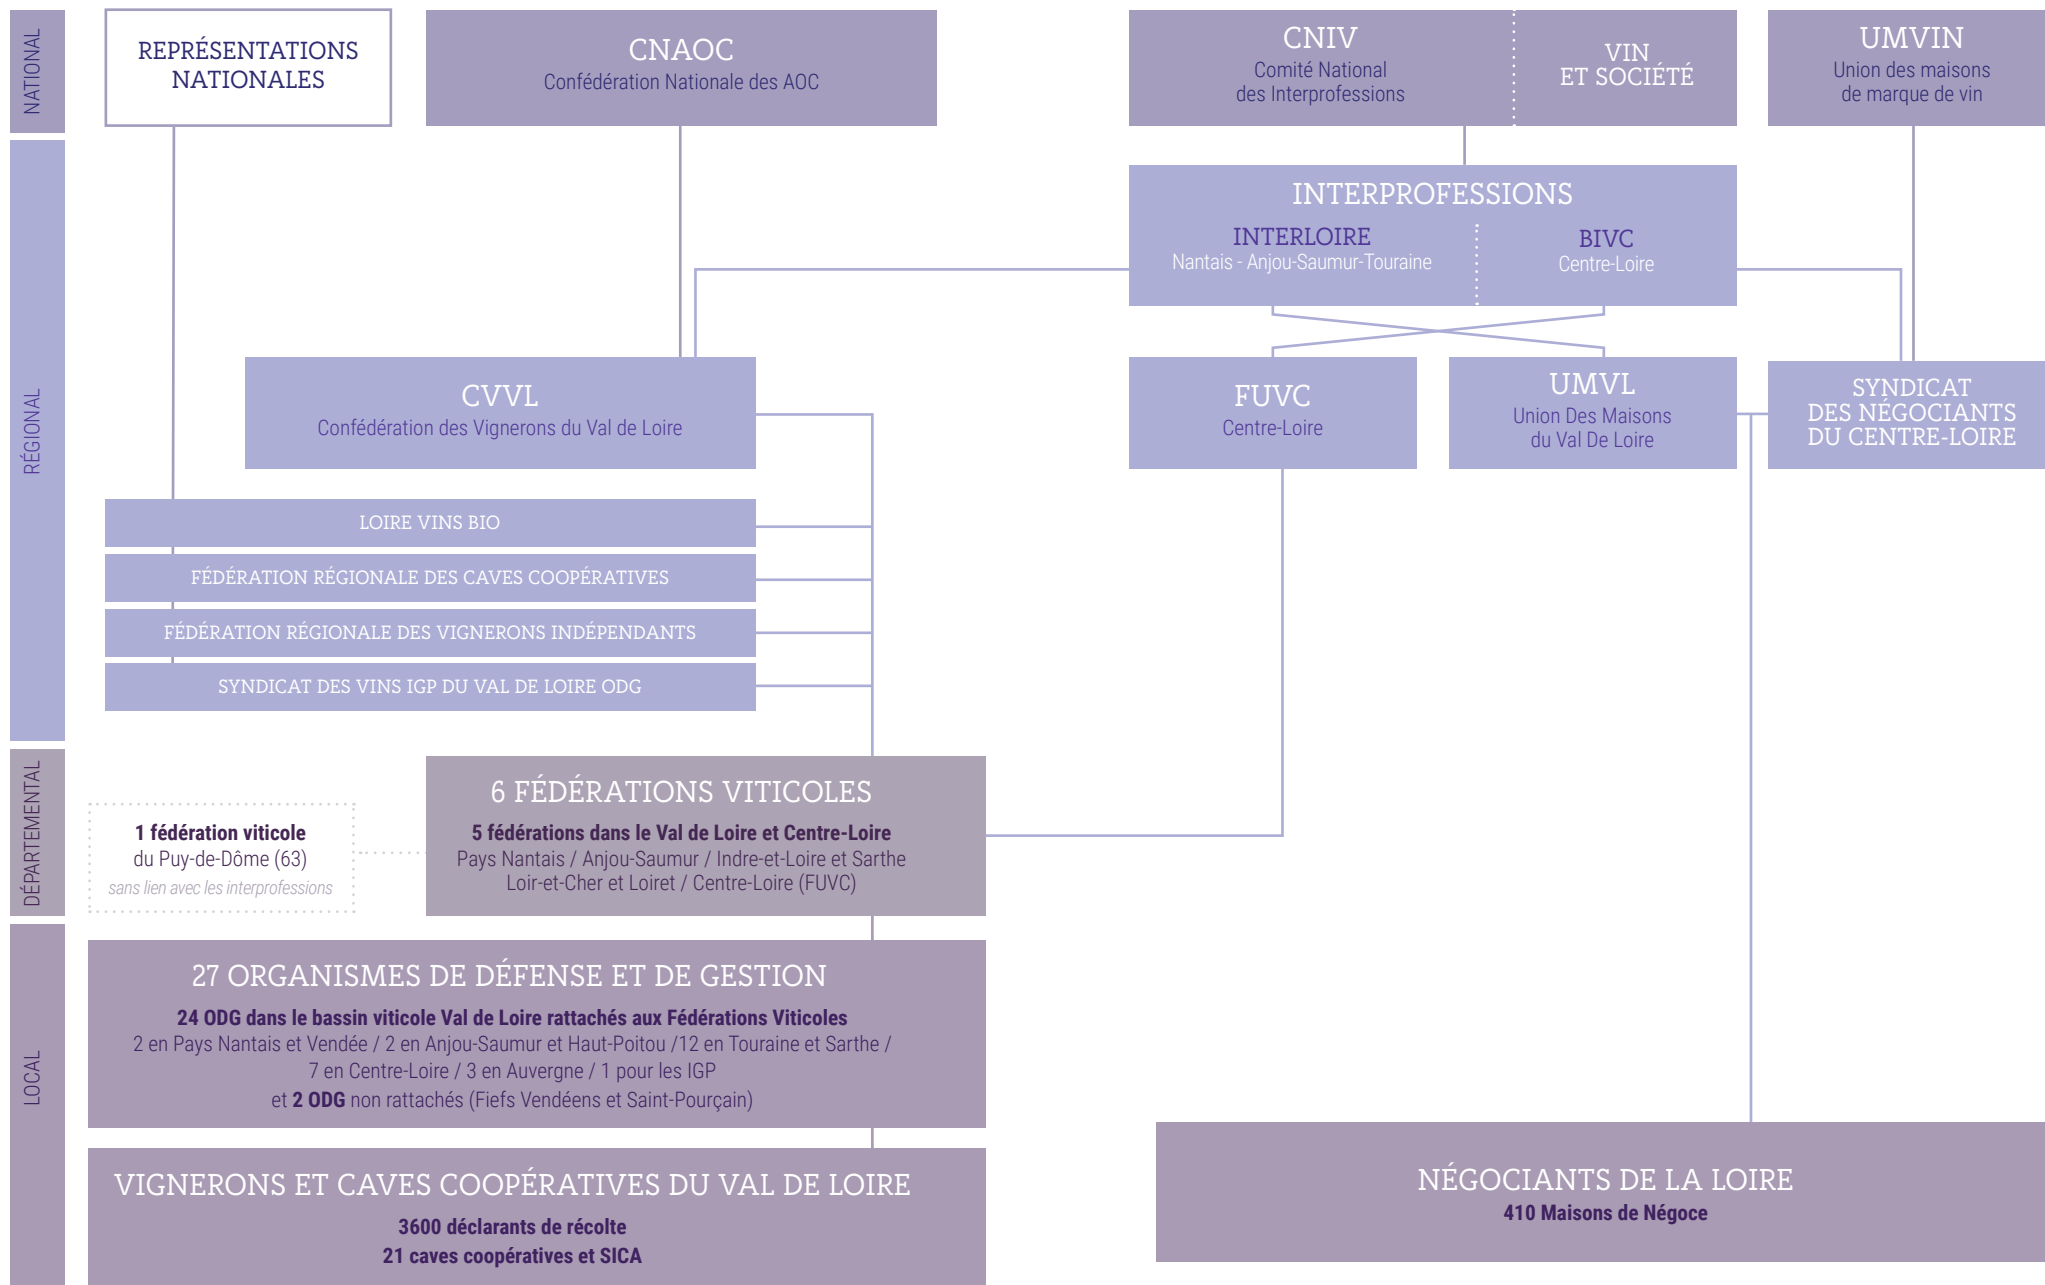 NATIONAL
REPRÉSENTATIONS
NATIONALES
CNAOC
Confédération Nationale des AOC
CNIV
Comité National
des Interprofessions
VIN
ET SOCIÉTÉ
UMVIN
Union des maisons
de marque de vin
RÉGIONAL
INTERPROFESSIONS
INTERLOIRE
Nantais - Anjou-Saumur-Touraine
BIVC
Centre-Loire
CVVL
Confédération des Vignerons du Val de Loire
FUVC
Centre-Loire
UMVL
Union Des Maisons
du Val De Loire
SYNDICAT
DES NÉGOCIANTS
DU CENTRE-LOIRE
LOIRE VINS BIO
FÉDÉRATION RÉGIONALE DES CAVES COOPÉRATIVES
FÉDÉRATION RÉGIONALE DES VIGNERONS INDÉPENDANTS
SYNDICAT DES VINS IGP DU VAL DE LOIRE ODG
DÉPARTEMENTAL
1 fédération viticole
du Puy-de-Dôme (63)
sans lien avec les interprofessions
6 FÉDÉRATIONS VITICOLES
5 fédérations dans le Val de Loire et Centre-Loire
Pays Nantais / Anjou-Saumur / Indre-et-Loire et Sarthe
Loir-et-Cher et Loiret / Centre-Loire (FUVC)
LOCAL
27 ORGANISMES DE DÉFENSE ET DE GESTION
24 ODG dans le bassin viticole Val de Loire rattachés aux Fédérations Viticoles
2 en Pays Nantais et Vendée / 2 en Anjou-Saumur et Haut-Poitou /12 en Touraine et Sarthe /
7 en Centre-Loire / 3 en Auvergne / 1 pour les IGP
et 2 ODG non rattachés (Fiefs Vendéens et Saint-Pourçain)
VIGNERONS ET CAVES COOPÉRATIVES DU VAL DE LOIRE
3600 déclarants de récolte
21 caves coopératives et SICA
NÉGOCIANTS DE LA LOIRE
410 Maisons de Négoce